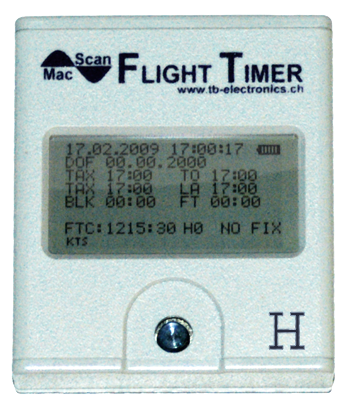 Mac Scan FLIGHT TIMER
www.tb-electronics.ch
17.02.2009 17:00:17
DOF 00.00.2000
TAX 17:00 TO 17:00
TAX 17:00 LA 17:00
BLK 00:00 FT 00:00
FTC:1215:30 H0 NO FIX
KTS
H